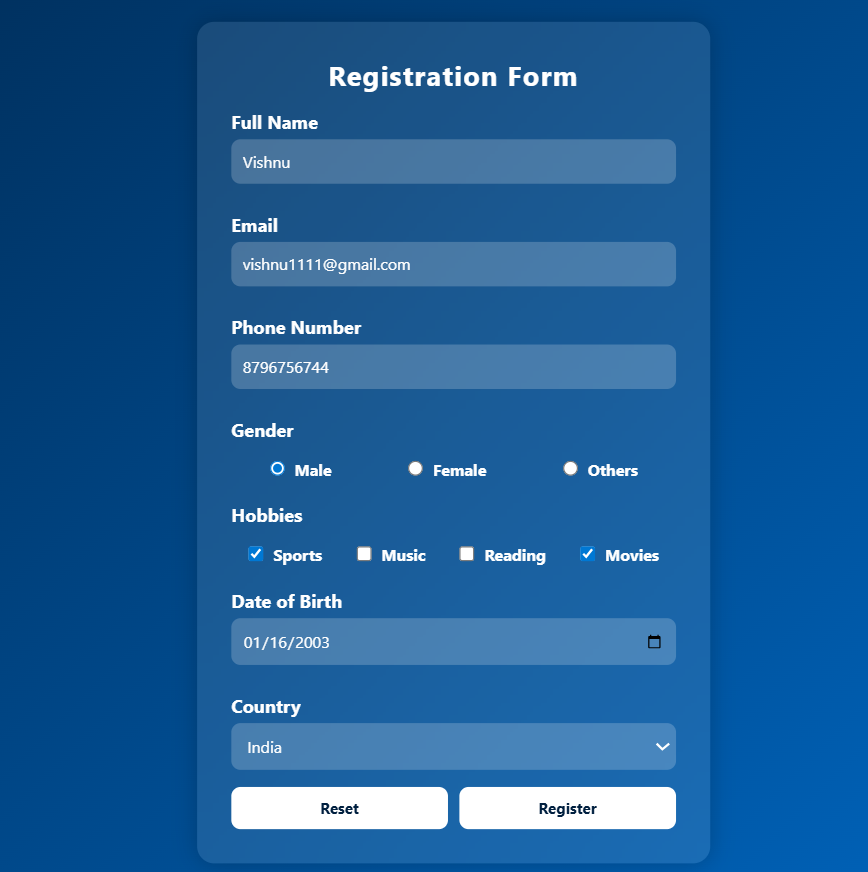 Registration Form
Full Name
Vishnu
Email
vishnu1111@gmail.com
Phone Number
8796756744
Gender
Male Female Others
Hobbies
Sports Music Reading Movies
Date of Birth
01/16/2003
Country
India
Reset Register